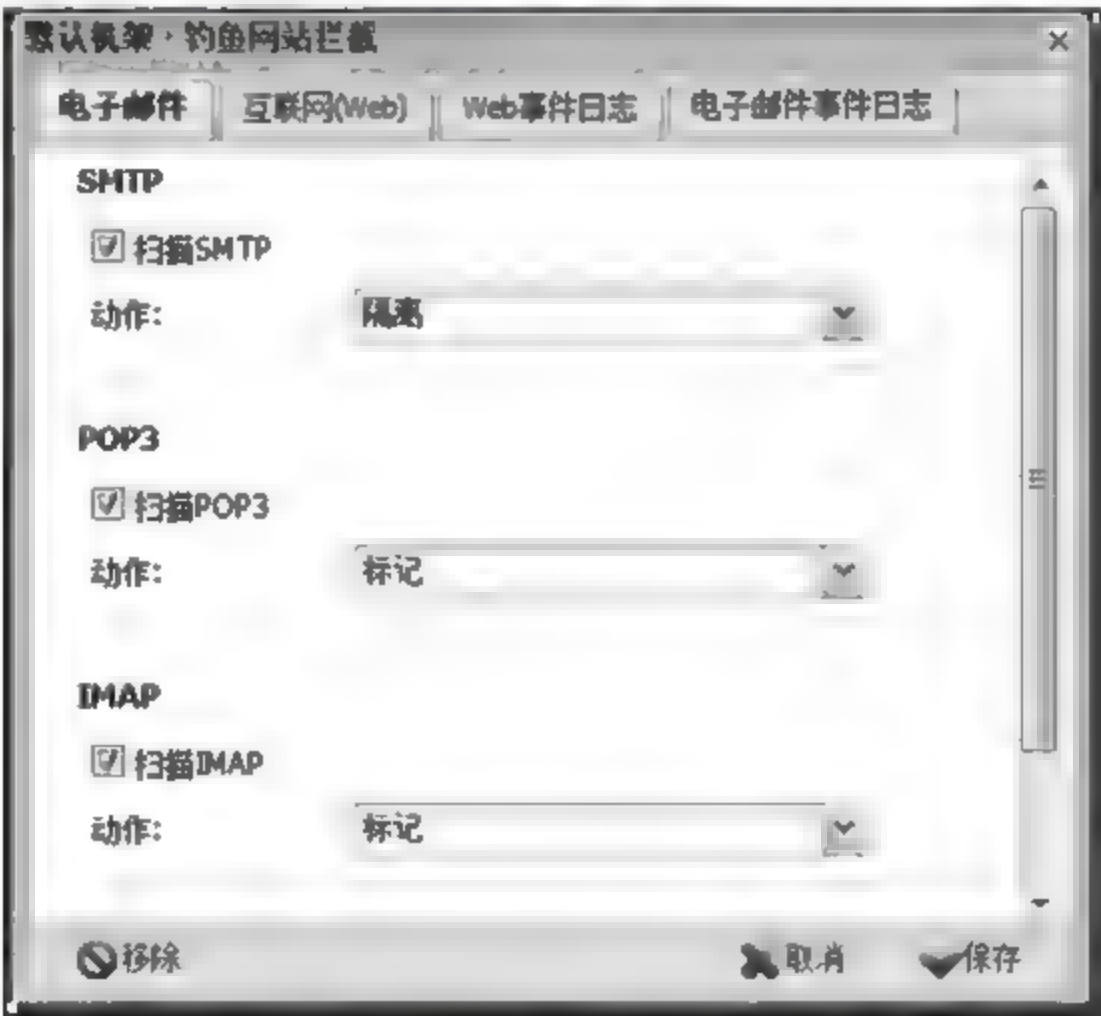 默认机架·钓鱼网站拦截
电子邮件 互联网(Web) Web事件日志 电子邮件事件日志
SMTP
扫描SMTP
动作: 隔离
POP3
扫描POP3
动作: 标记
IMAP
扫描IMAP
动作: 标记
移除 取消 保存